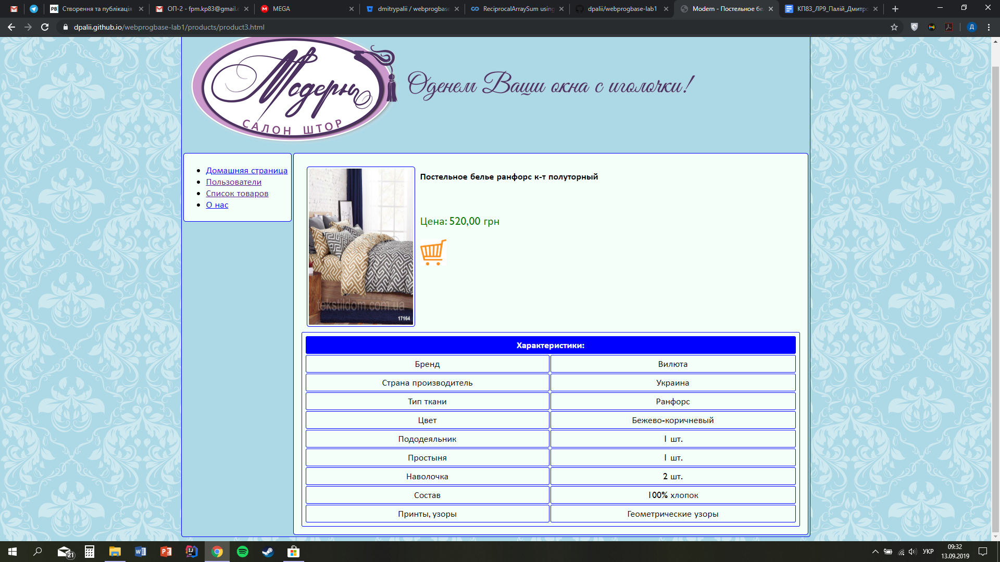 Створення та публікація
ОП-2 - fpm.kp83@gmail.c
MEGA
dmitrypalii / webprogbase
ReciprocalArraySum using
dpalii/webprogbase-lab1
Modern - Постельное бе
КП83_ЛР9_Палій_Дмитро
dpalii.github.io/webprogbase-lab1/products/product3.html
Д
Модернъ
САЛОН ШТОР
Оденем Ваши окна с иголочки!
Домашняя страница
Пользователи
Список товаров
О нас
tekstildom.com.ua
17164
Постельное белье ранфорс к-т полуторный
Цена: 520,00 грн
Характеристики:
Бренд Вилюта
Страна производитель Украина
Тип ткани Ранфорс
Цвет Бежево-коричневый
Пододеяльник 1 шт.
Простыня 1 шт.
Наволочка 2 шт.
Состав 100% хлопок
Принты, узоры Геометрические узоры
21
УКР
09:32
13.09.2019